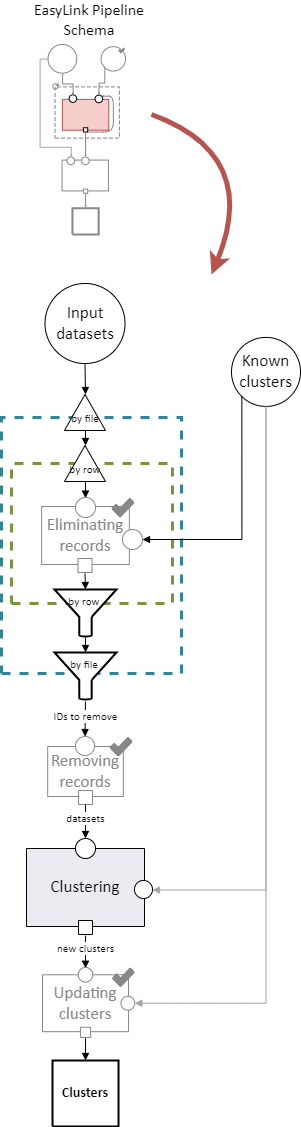 EasyLink Pipeline
Schema
Input
datasets
Known
clusters
by file
by row
Eliminating
records
by row
by file
IDs to remove
Removing
records
datasets
Clustering
new clusters
Updating
clusters
Clusters